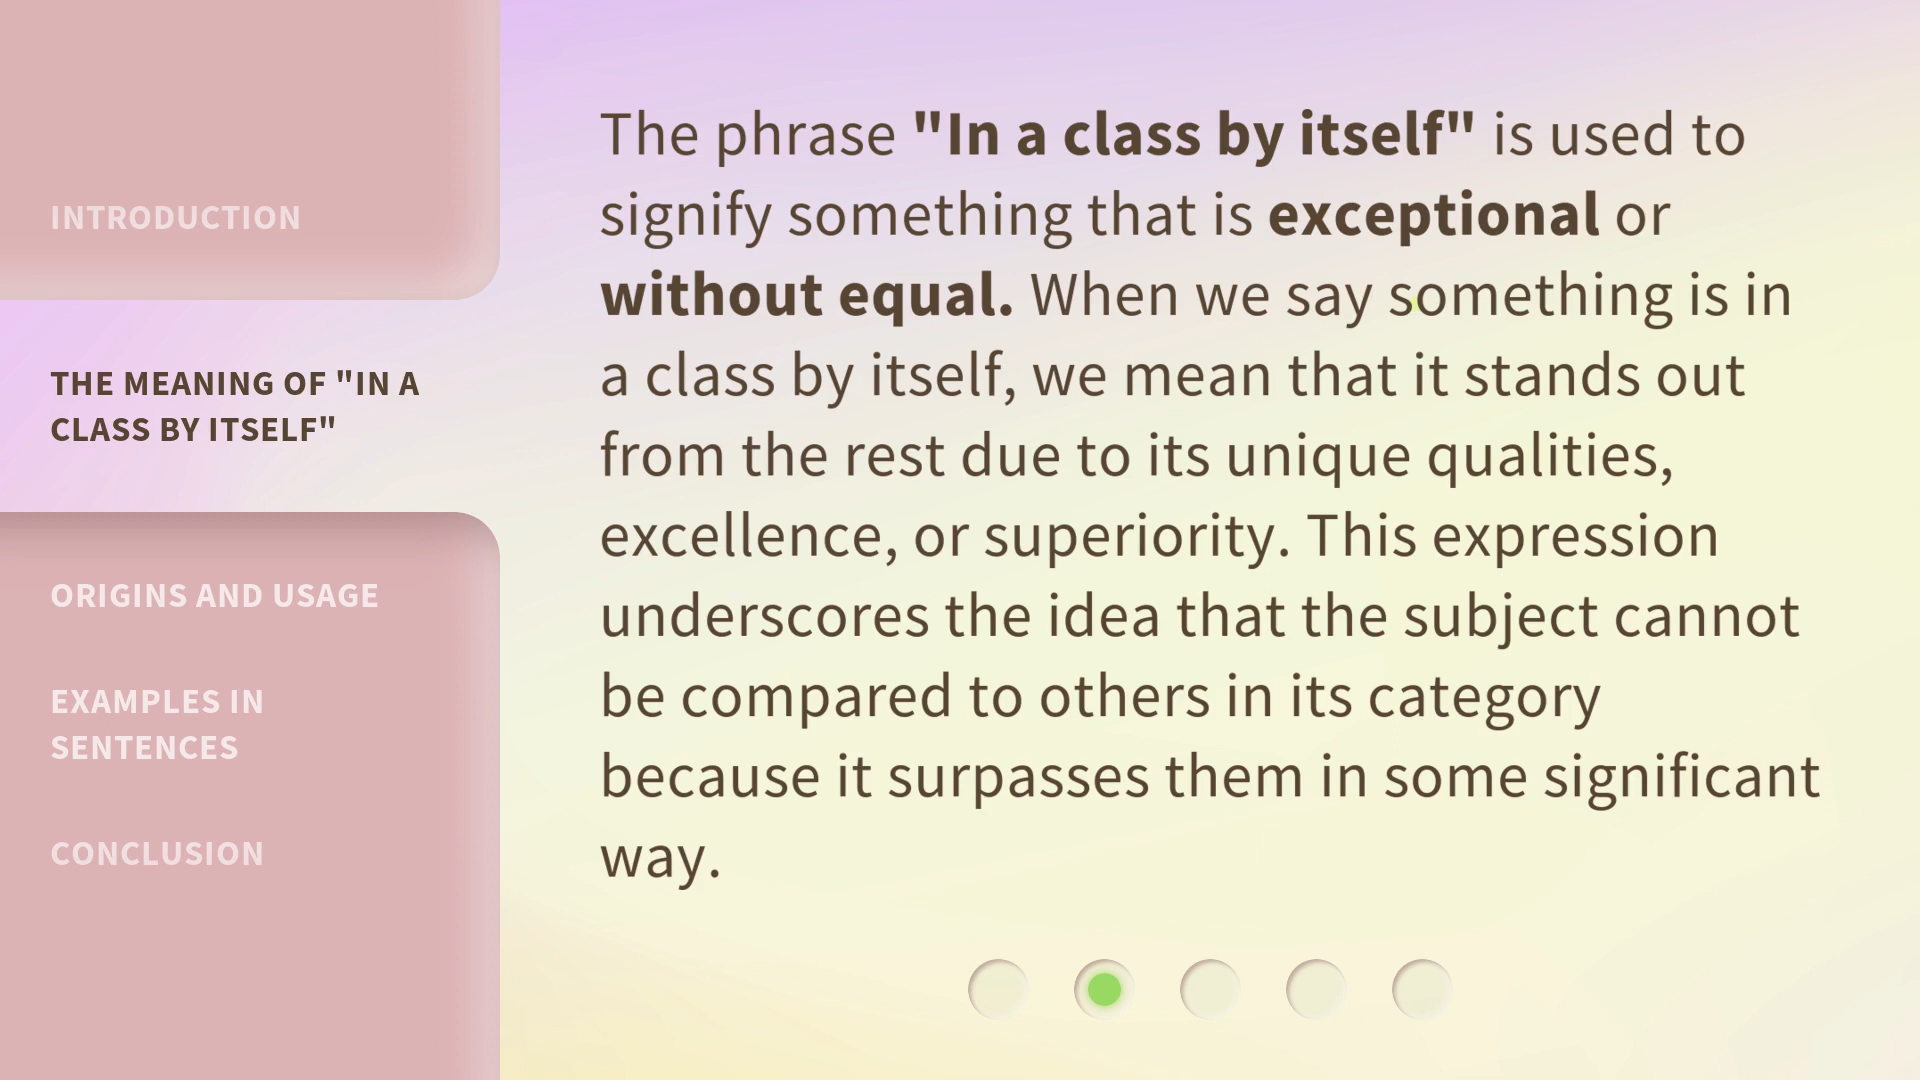 INTRODUCTION
THE MEANING OF "IN A
CLASS BY ITSELF"
ORIGINS AND USAGE
EXAMPLES IN
SENTENCES
CONCLUSION
The phrase "In a class by itself" is used to
signify something that is exceptional or
without equal. When we say something is in
a class by itself, we mean that it stands out
from the rest due to its unique qualities,
excellence, or superiority. This expression
underscores the idea that the subject cannot
be compared to others in its category
because it surpasses them in some significant
way.